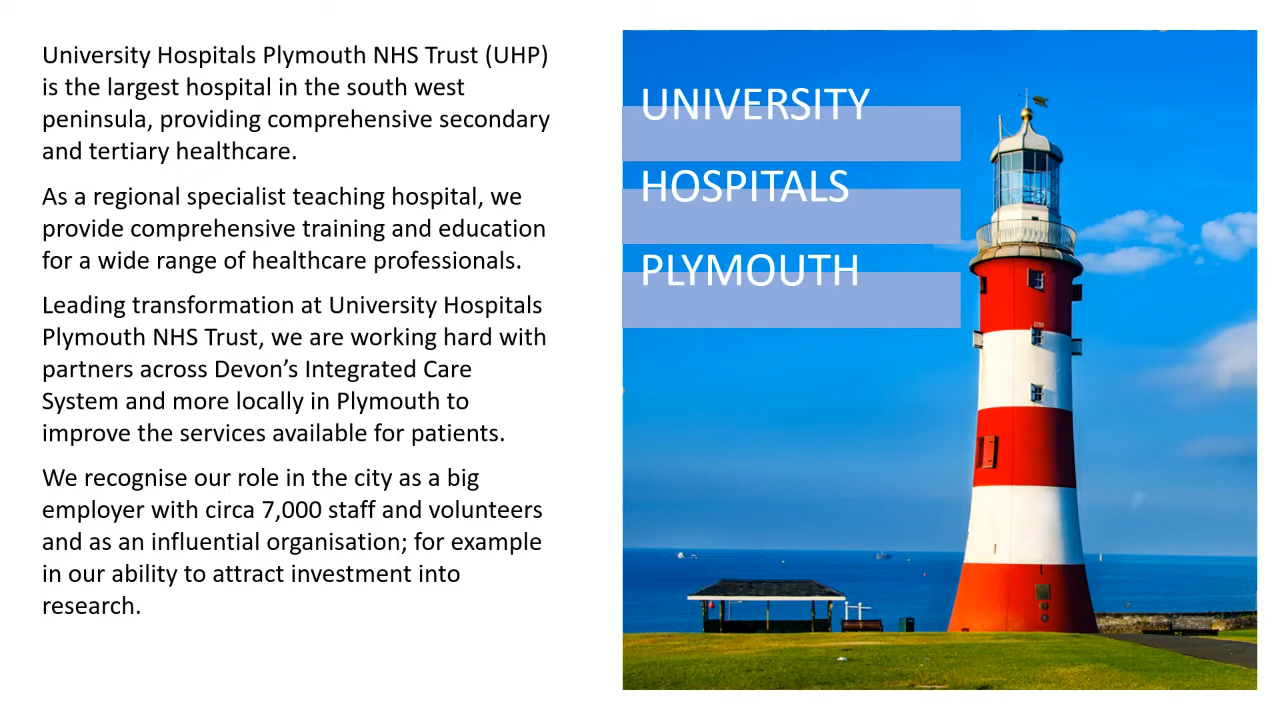 University Hospitals Plymouth NHS Trust (UHP)
is the largest hospital in the south west
peninsula, providing comprehensive secondary
and tertiary healthcare.
As a regional specialist teaching hospital, we
provide comprehensive training and education
for a wide range of healthcare professionals.
Leading transformation at University Hospitals
Plymouth NHS Trust, we are working hard with
partners across Devon’s Integrated Care
System and more locally in Plymouth to
improve the services available for patients.
We recognise our role in the city as a big
employer with circa 7,000 staff and volunteers
and as an influential organisation; for example
in our ability to attract investment into
research.
UNIVERSITY
HOSPITALS
PLYMOUTH